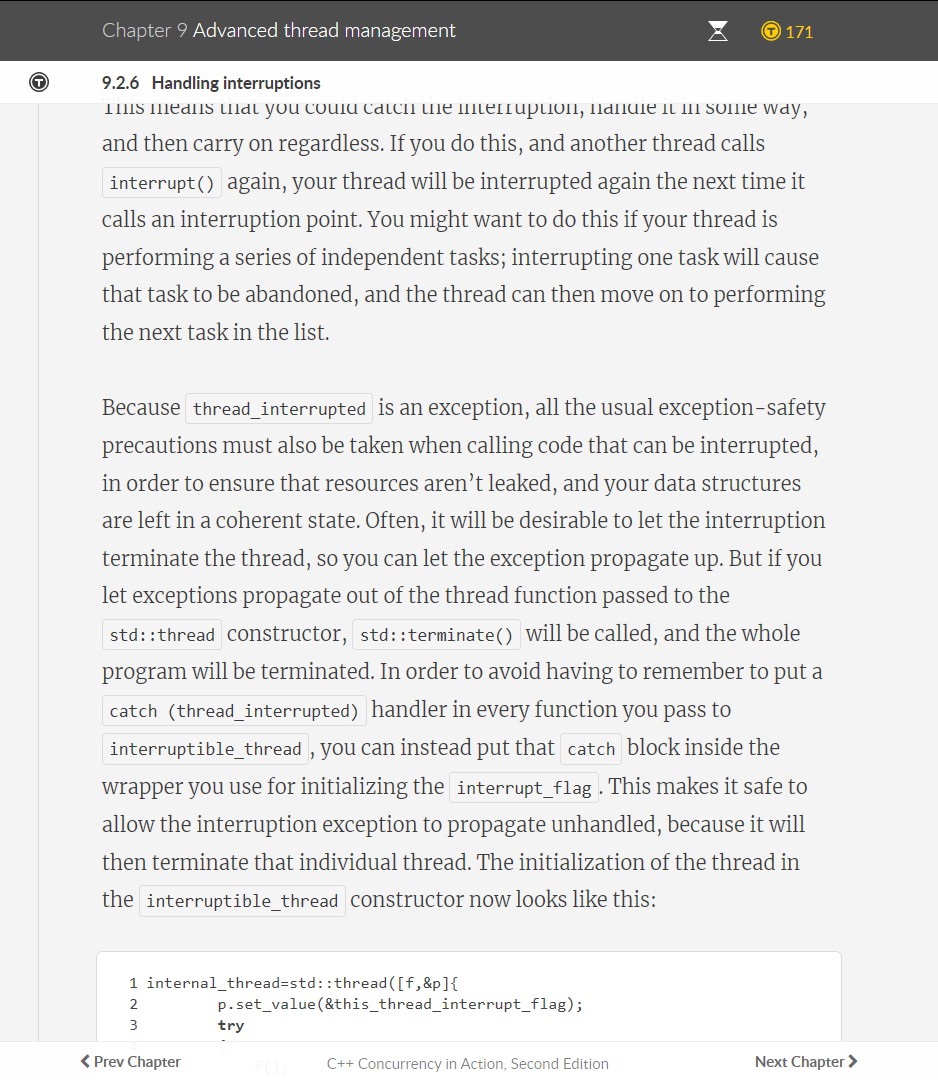 Chapter 9 Advanced thread management
171
9.2.6 Handling interruptions
This means that you could catch the interruption, handle it in some way,
and then carry on regardless. If you do this, and another thread calls
interrupt() again, your thread will be interrupted again the next time it
calls an interruption point. You might want to do this if your thread is
performing a series of independent tasks; interrupting one task will cause
that task to be abandoned, and the thread can then move on to performing
the next task in the list.
Because thread_interrupted is an exception, all the usual exception-safety
precautions must also be taken when calling code that can be interrupted,
in order to ensure that resources aren’t leaked, and your data structures
are left in a coherent state. Often, it will be desirable to let the interruption
terminate the thread, so you can let the exception propagate up. But if you
let exceptions propagate out of the thread function passed to the
std::thread constructor, std::terminate() will be called, and the whole
program will be terminated. In order to avoid having to remember to put a
catch (thread_interrupted) handler in every function you pass to
interruptible_thread , you can instead put that catch block inside the
wrapper you use for initializing the interrupt_flag . This makes it safe to
allow the interruption exception to propagate unhandled, because it will
then terminate that individual thread. The initialization of the thread in
the interruptible_thread constructor now looks like this:
1 internal_thread=std::thread([f,&p]{
2 p.set_value(&this_thread_interrupt_flag);
3 try
Prev Chapter C++ Concurrency in Action, Second Edition Next Chapter